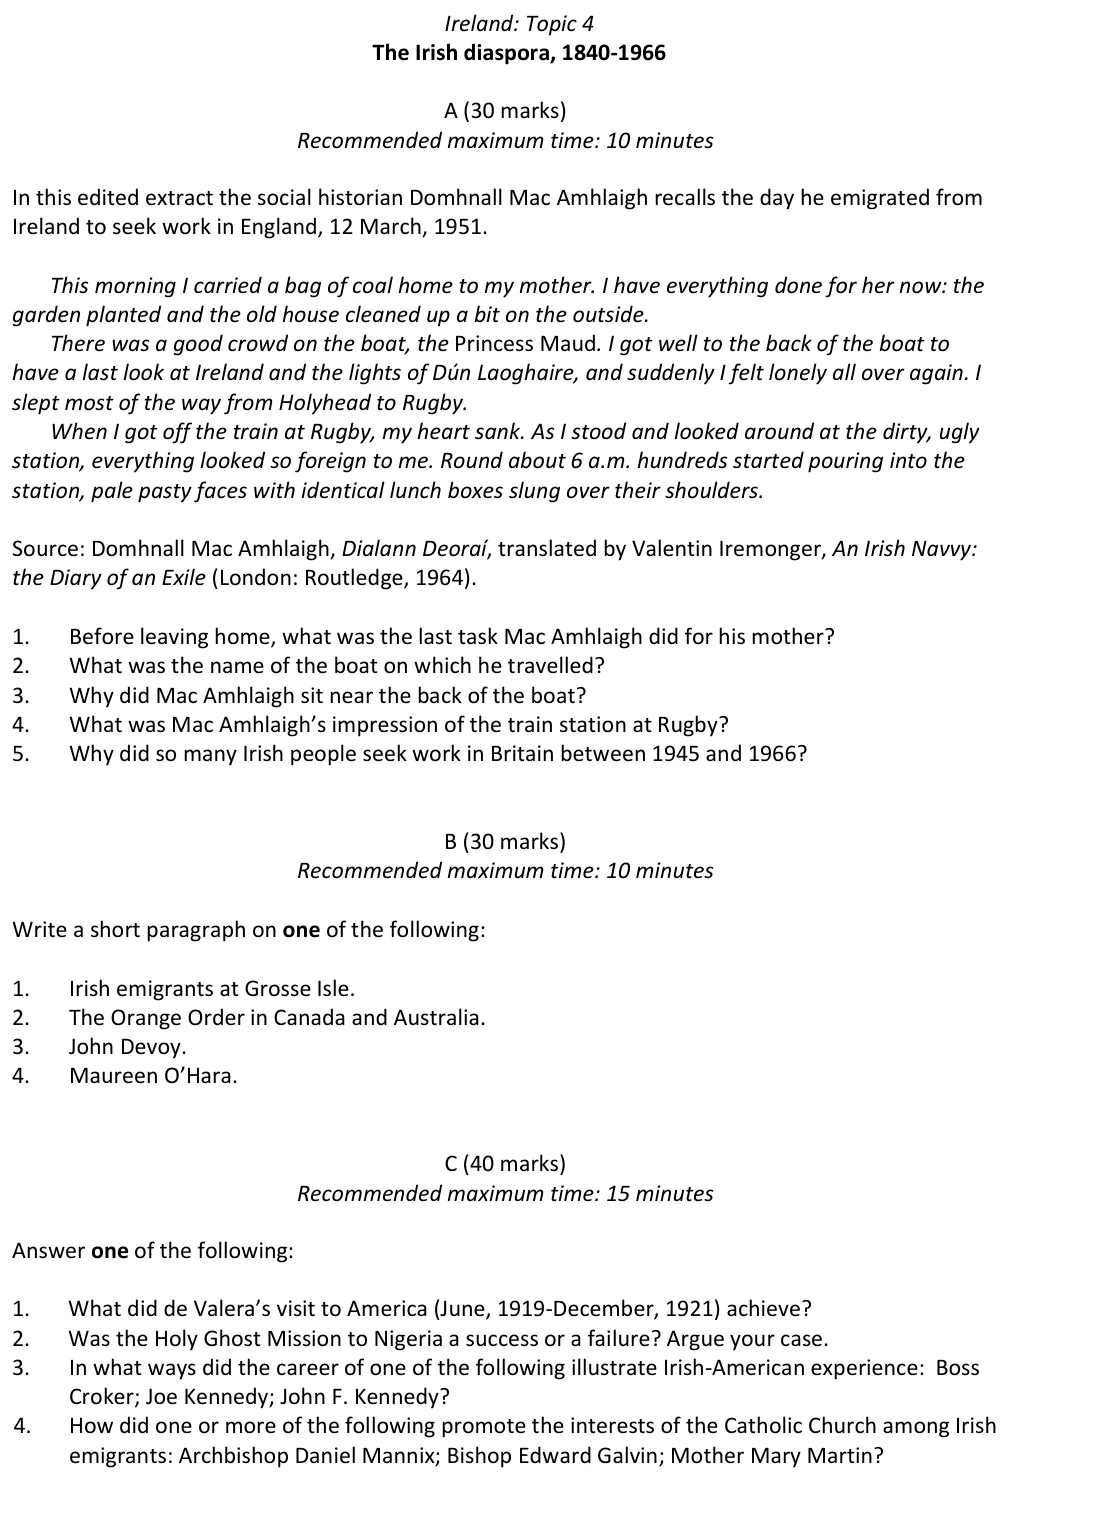 Ireland: Topic 4
The Irish diaspora, 1840-1966
A (30 marks)
Recommended maximum time: 10 minutes
In this edited extract the social historian Domhnall Mac Amhlaigh recalls the day he emigrated from
Ireland to seek work in England, 12 March, 1951.
This morning I carried a bag of coal home to my mother. I have everything done for her now: the
garden planted and the old house cleaned up a bit on the outside.
There was a good crowd on the boat, the Princess Maud. I got well to the back of the boat to
have a last look at Ireland and the lights of Dún Laoghaire, and suddenly I felt lonely all over again. I
slept most of the way from Holyhead to Rugby.
When I got off the train at Rugby, my heart sank. As I stood and looked around at the dirty, ugly
station, everything looked so foreign to me. Round about 6 a.m. hundreds started pouring into the
station, pale pasty faces with identical lunch boxes slung over their shoulders.
Source: Domhnall Mac Amhlaigh, Dialann Deoraí, translated by Valentin Iremonger, An Irish Navvy:
the Diary of an Exile (London: Routledge, 1964).
1. Before leaving home, what was the last task Mac Amhlaigh did for his mother?
2. What was the name of the boat on which he travelled?
3. Why did Mac Amhlaigh sit near the back of the boat?
4. What was Mac Amhlaigh’s impression of the train station at Rugby?
5. Why did so many Irish people seek work in Britain between 1945 and 1966?
B (30 marks)
Recommended maximum time: 10 minutes
Write a short paragraph on one of the following:
1. Irish emigrants at Grosse Isle.
2. The Orange Order in Canada and Australia.
3. John Devoy.
4. Maureen O’Hara.
C (40 marks)
Recommended maximum time: 15 minutes
Answer one of the following:
1. What did de Valera’s visit to America (June, 1919-December, 1921) achieve?
2. Was the Holy Ghost Mission to Nigeria a success or a failure? Argue your case.
3. In what ways did the career of one of the following illustrate Irish-American experience: Boss
Croker; Joe Kennedy; John F. Kennedy?
4. How did one or more of the following promote the interests of the Catholic Church among Irish
emigrants: Archbishop Daniel Mannix; Bishop Edward Galvin; Mother Mary Martin?